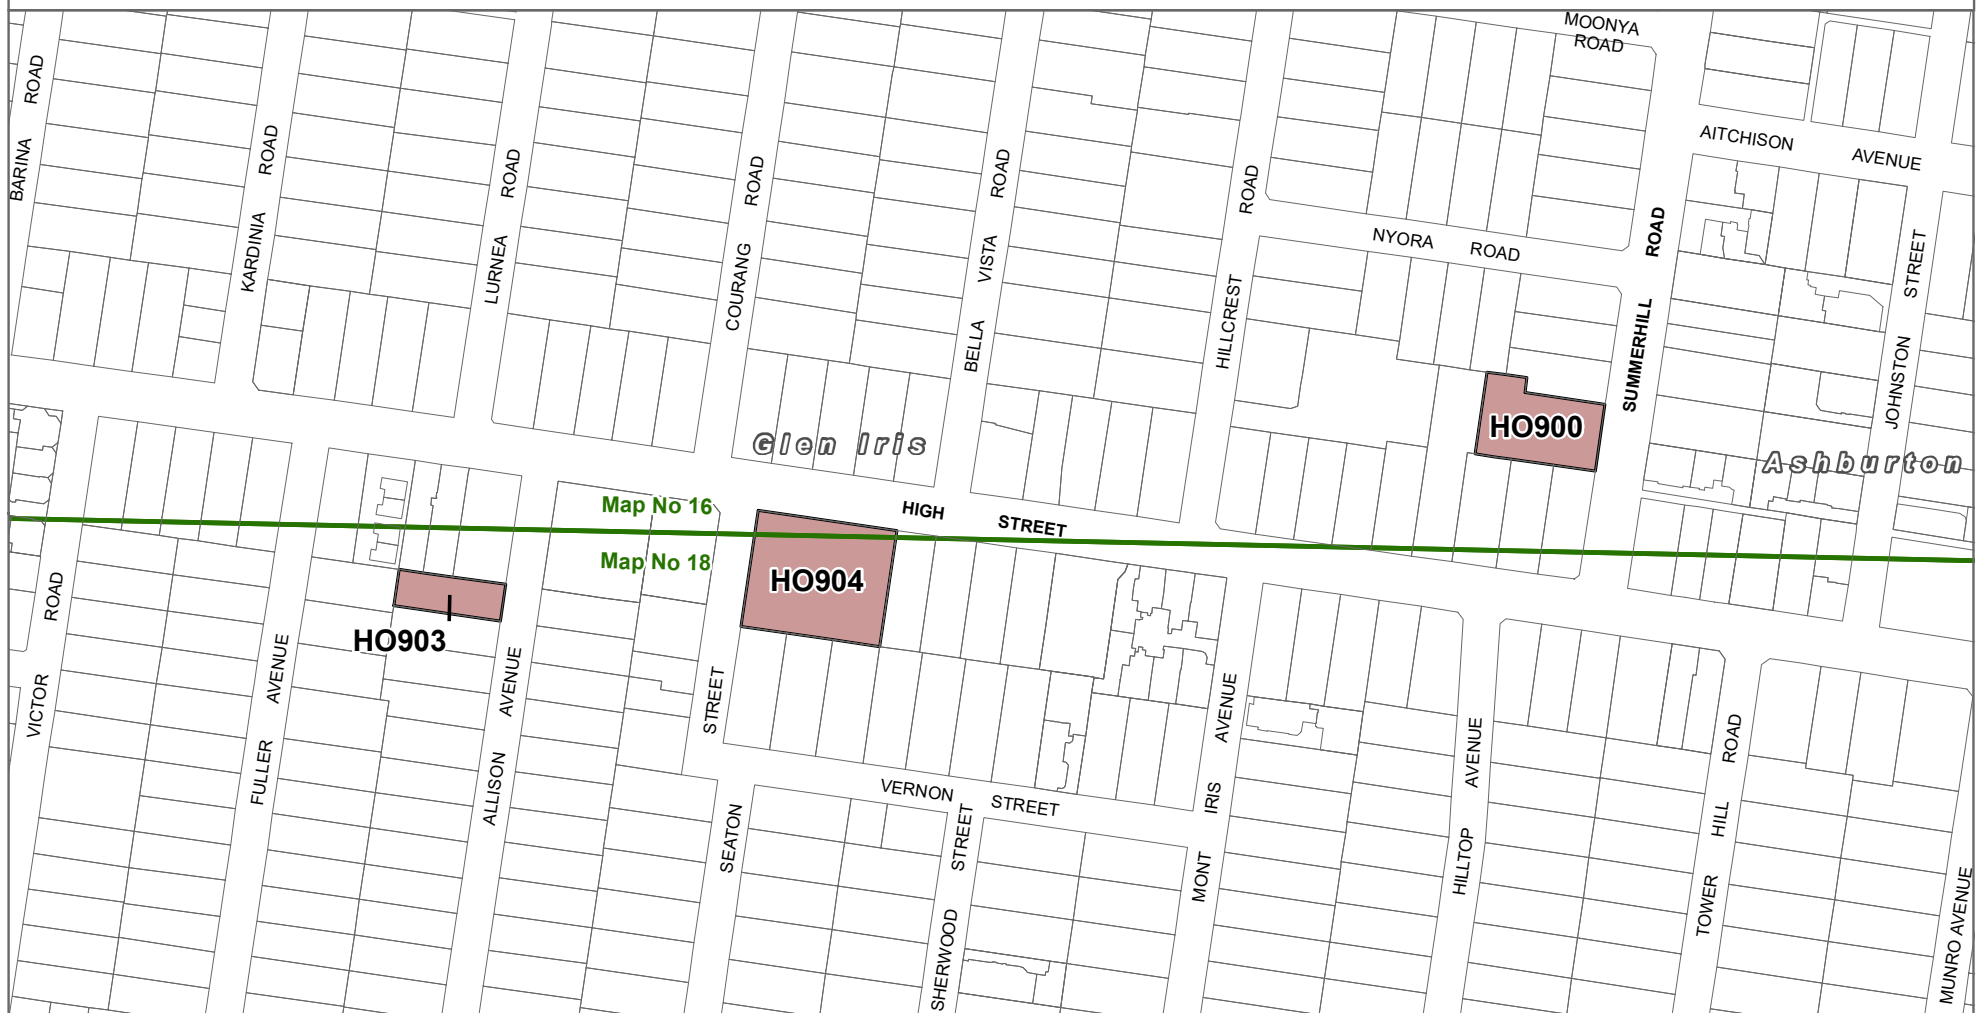 MOONYA
ROAD
BARINA ROAD
KARDINIA ROAD
LURNEA ROAD
COURANG ROAD
BELLA VISTA ROAD
HILLCREST ROAD
NYORA ROAD
SUMMERHILL ROAD
AITCHISON AVENUE
JOHNSTON STREET
HO900
Glen Iris
Ashburton
Map No 16
HIGH STREET
Map No 18
HO904
HO903
VICTOR ROAD
FULLER AVENUE
ALLISON AVENUE
SEATON STREET
VERNON STREET
SHERWOOD STREET
MONT IRIS AVENUE
HILLTOP AVENUE
TOWER HILL ROAD
MUNRO AVENUE